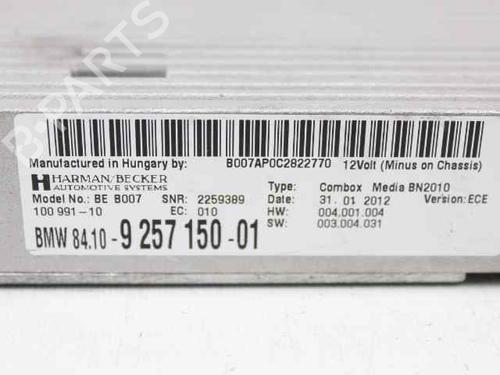 B-PARTS
Manufactured in Hungary by: B007AP0C2822770 12Volt (Minus on Chassis)
HARMAN/BECKER
AUTOMOTIVE SYSTEMS
Type: Combox Media BN2010
Model No.: BE B007 SNR: 2259389 Date: 31. 01 2012 Version: ECE
100 991-10 EC: 010 HW: 004.001.004
SW: 003.004.031
BMW 84.10-9 257 150-01